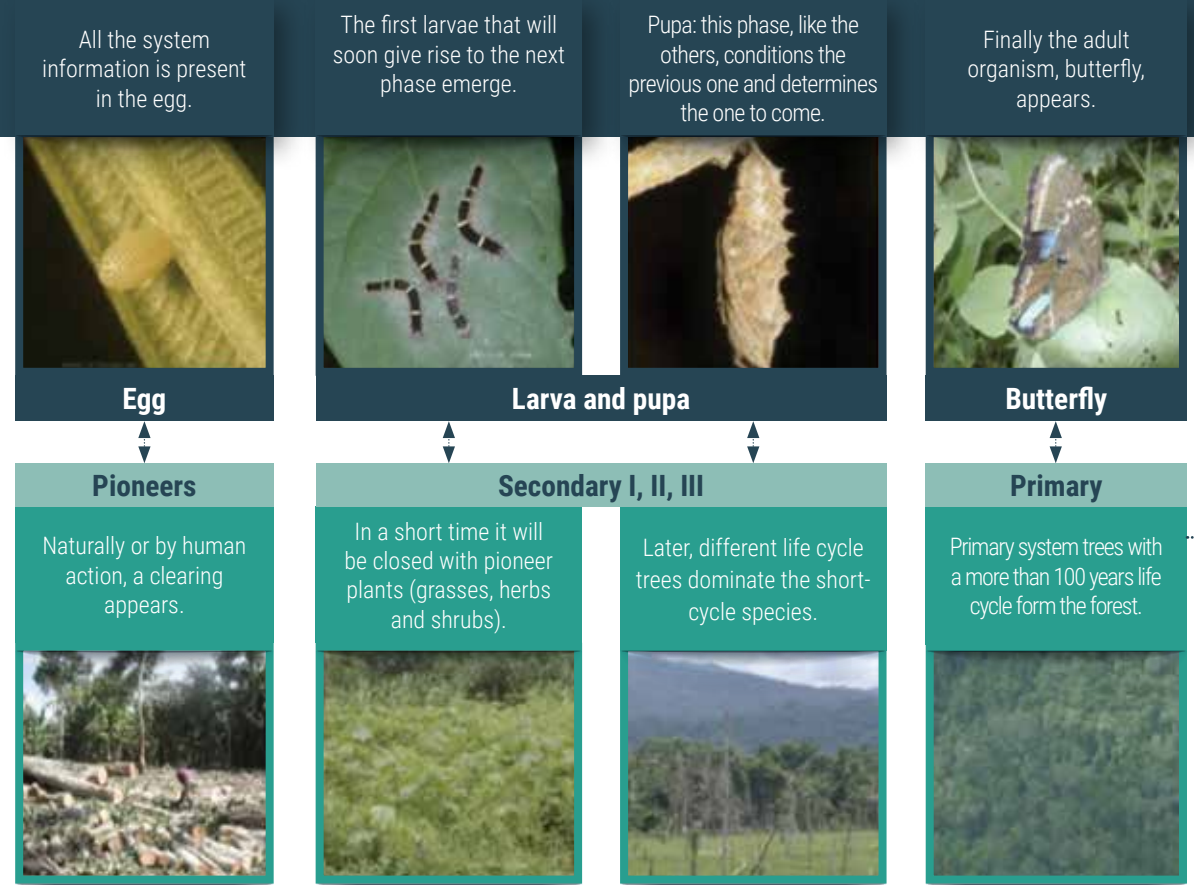 All the system
information is present
in the egg.
The first larvae that will
soon give rise to the next
phase emerge.
Pupa: this phase, like the
others, conditions the
previous one and determines
the one to come.
Finally the adult
organism, butterfly,
appears.
Egg
Larva and pupa
Butterfly
Pioneers
Secondary I, II, III
Primary
Naturally or by human
action, a clearing
appears.
In a short time it will
be closed with pioneer
plants (grasses, herbs
and shrubs).
Later, different life cycle
trees dominate the short-
cycle species.
Primary system trees with
a more than 100 years life
cycle form the forest.